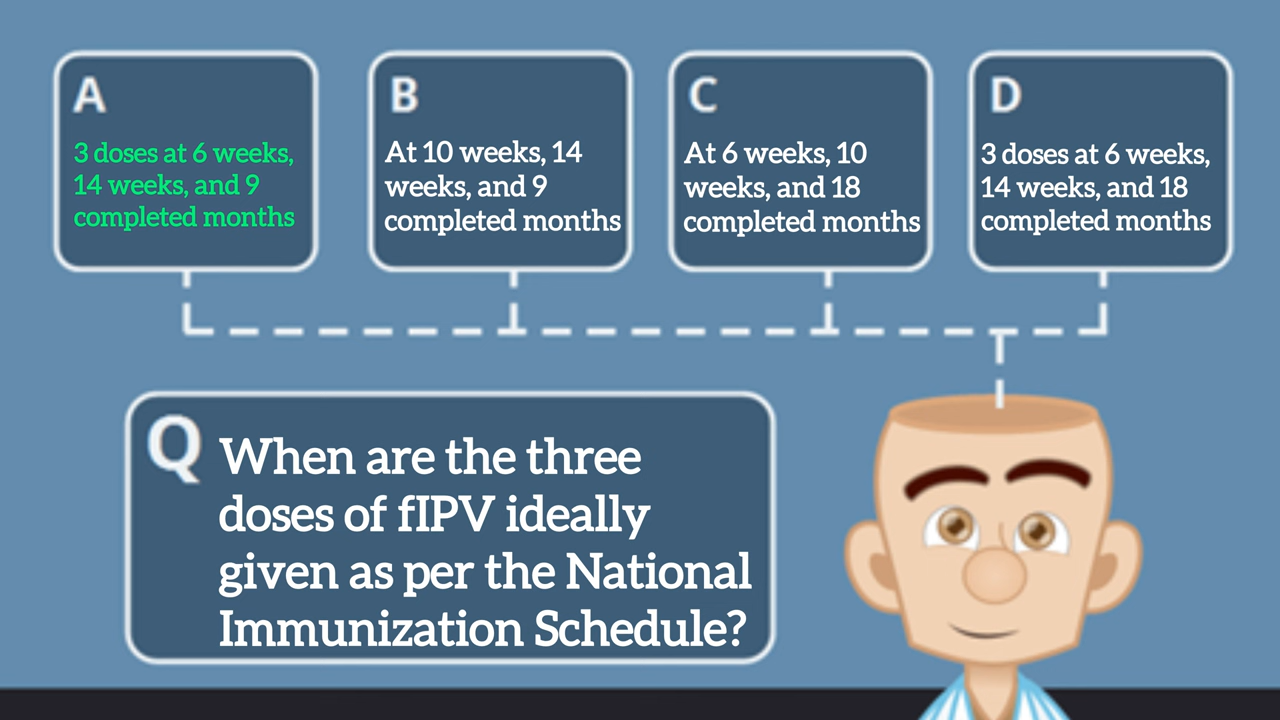 A
3 doses at 6 weeks,
14 weeks, and 9
completed months
B
At 10 weeks, 14
weeks, and 9
completed months
C
At 6 weeks, 10
weeks, and 18
completed months
D
3 doses at 6 weeks,
14 weeks, and 18
completed months
Q
When are the three
doses of fIPV ideally
given as per the National
Immunization Schedule?